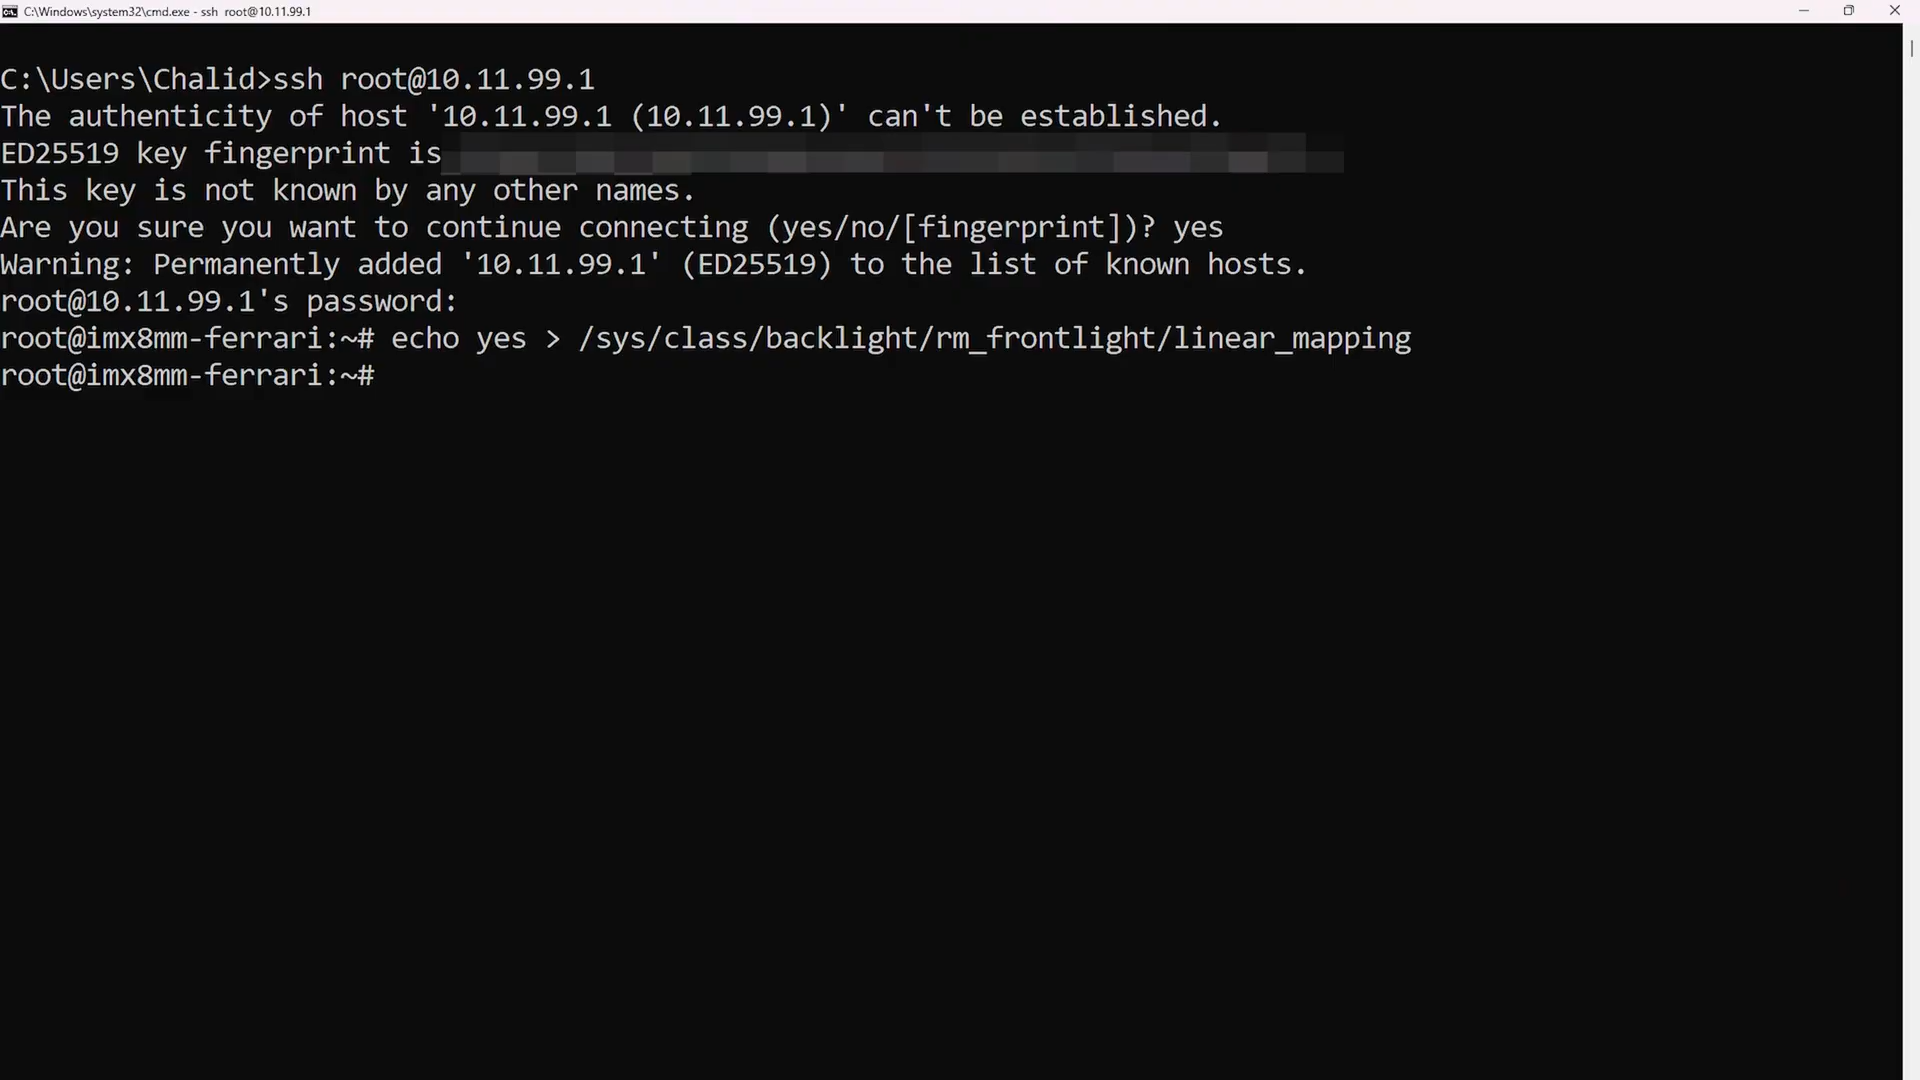 C:\Windows\system32\cmd.exe - ssh  root@10.11.99.1
C:\Users\Chalid>ssh root@10.11.99.1
The authenticity of host '10.11.99.1 (10.11.99.1)' can't be established.
ED25519 key fingerprint is
This key is not known by any other names.
Are you sure you want to continue connecting (yes/no/[fingerprint])? yes
Warning: Permanently added '10.11.99.1' (ED25519) to the list of known hosts.
root@10.11.99.1's password:
root@imx8mm-ferrari:~# echo yes > /sys/class/backlight/rm_frontlight/linear_mapping
root@imx8mm-ferrari:~#